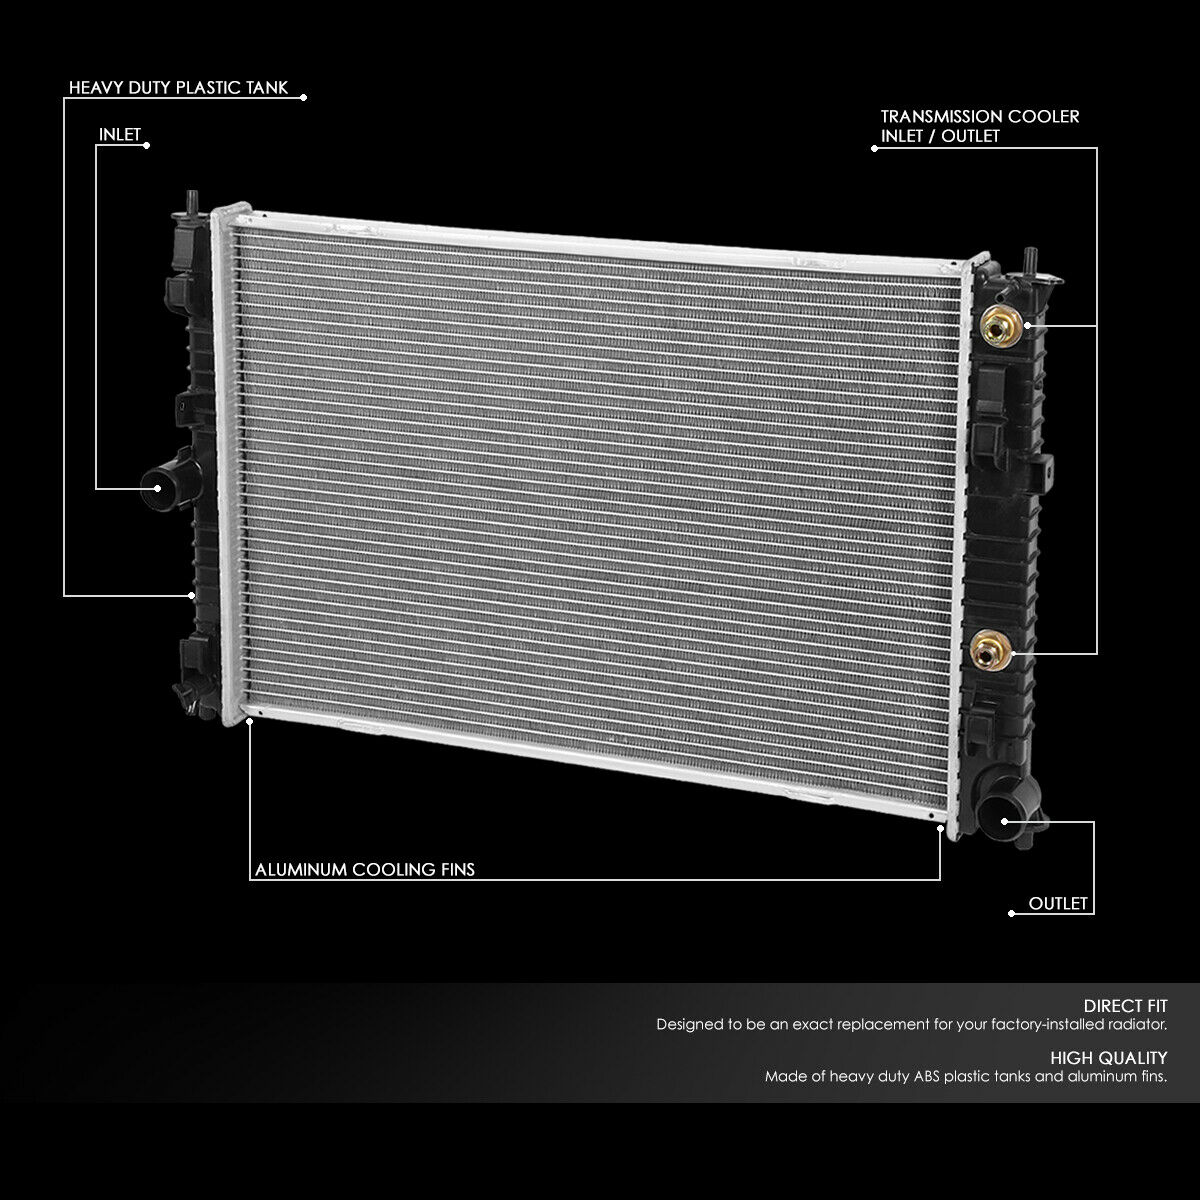 HEAVY DUTY PLASTIC TANK
INLET
TRANSMISSION COOLER
INLET / OUTLET
ALUMINUM COOLING FINS
OUTLET
DIRECT FIT
Designed to be an exact replacement for your factory-installed radiator.
HIGH QUALITY
Made of heavy duty ABS plastic tanks and aluminum fins.